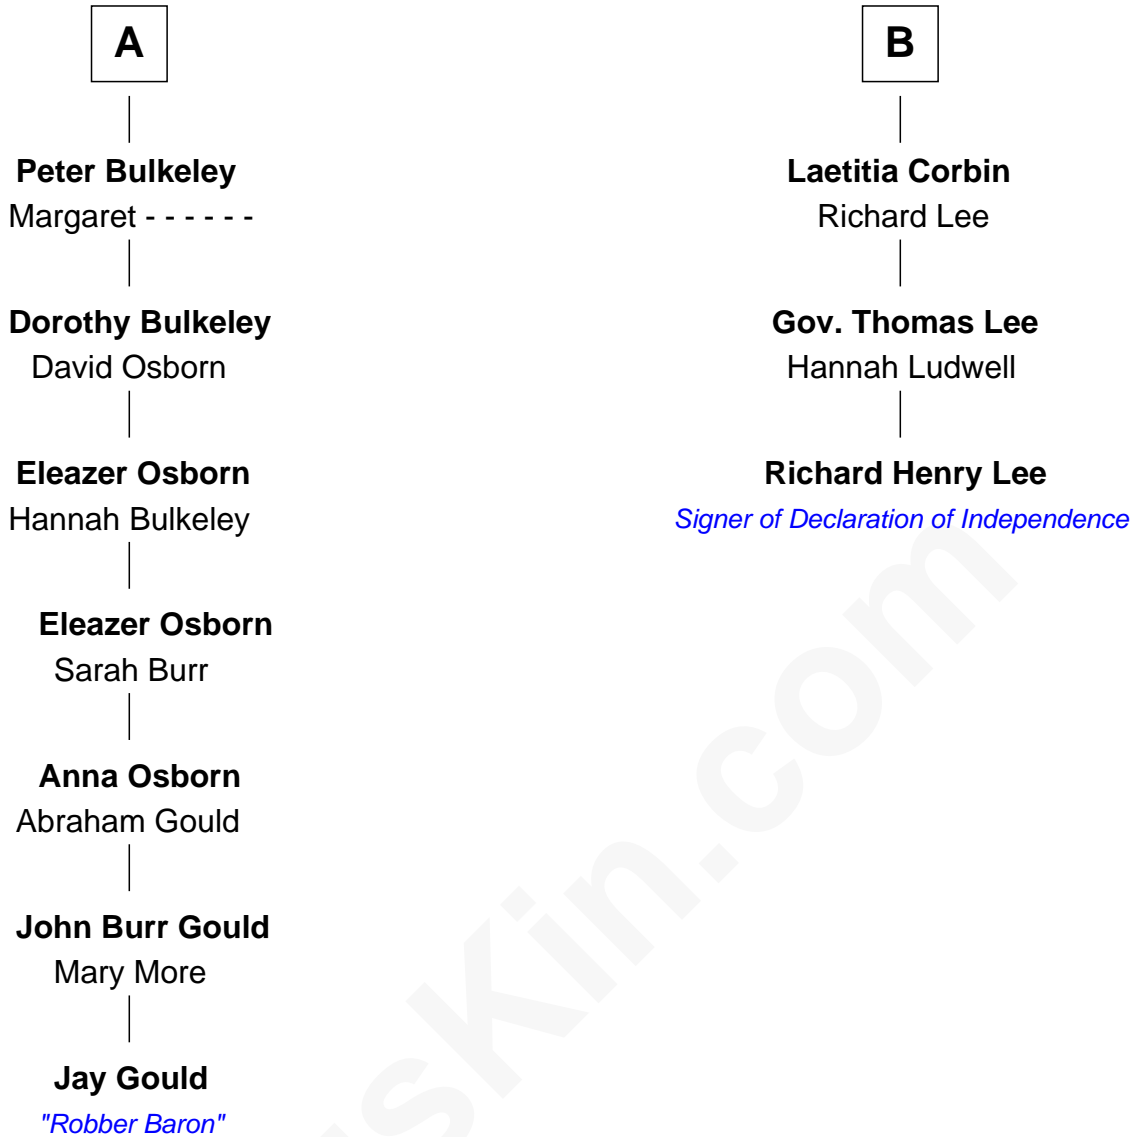 A
Peter Bulkeley
Margaret - - - - - -
Dorothy Bulkeley
David Osborn
Eleazer Osborn
Hannah Bulkeley
Eleazer Osborn
Sarah Burr
Anna Osborn
Abraham Gould
John Burr Gould
Mary More
Jay Gould
"Robber Baron"
B
Laetitia Corbin
Richard Lee
Gov. Thomas Lee
Hannah Ludwell
Richard Henry Lee
Signer of Declaration of Independence
sKin.com